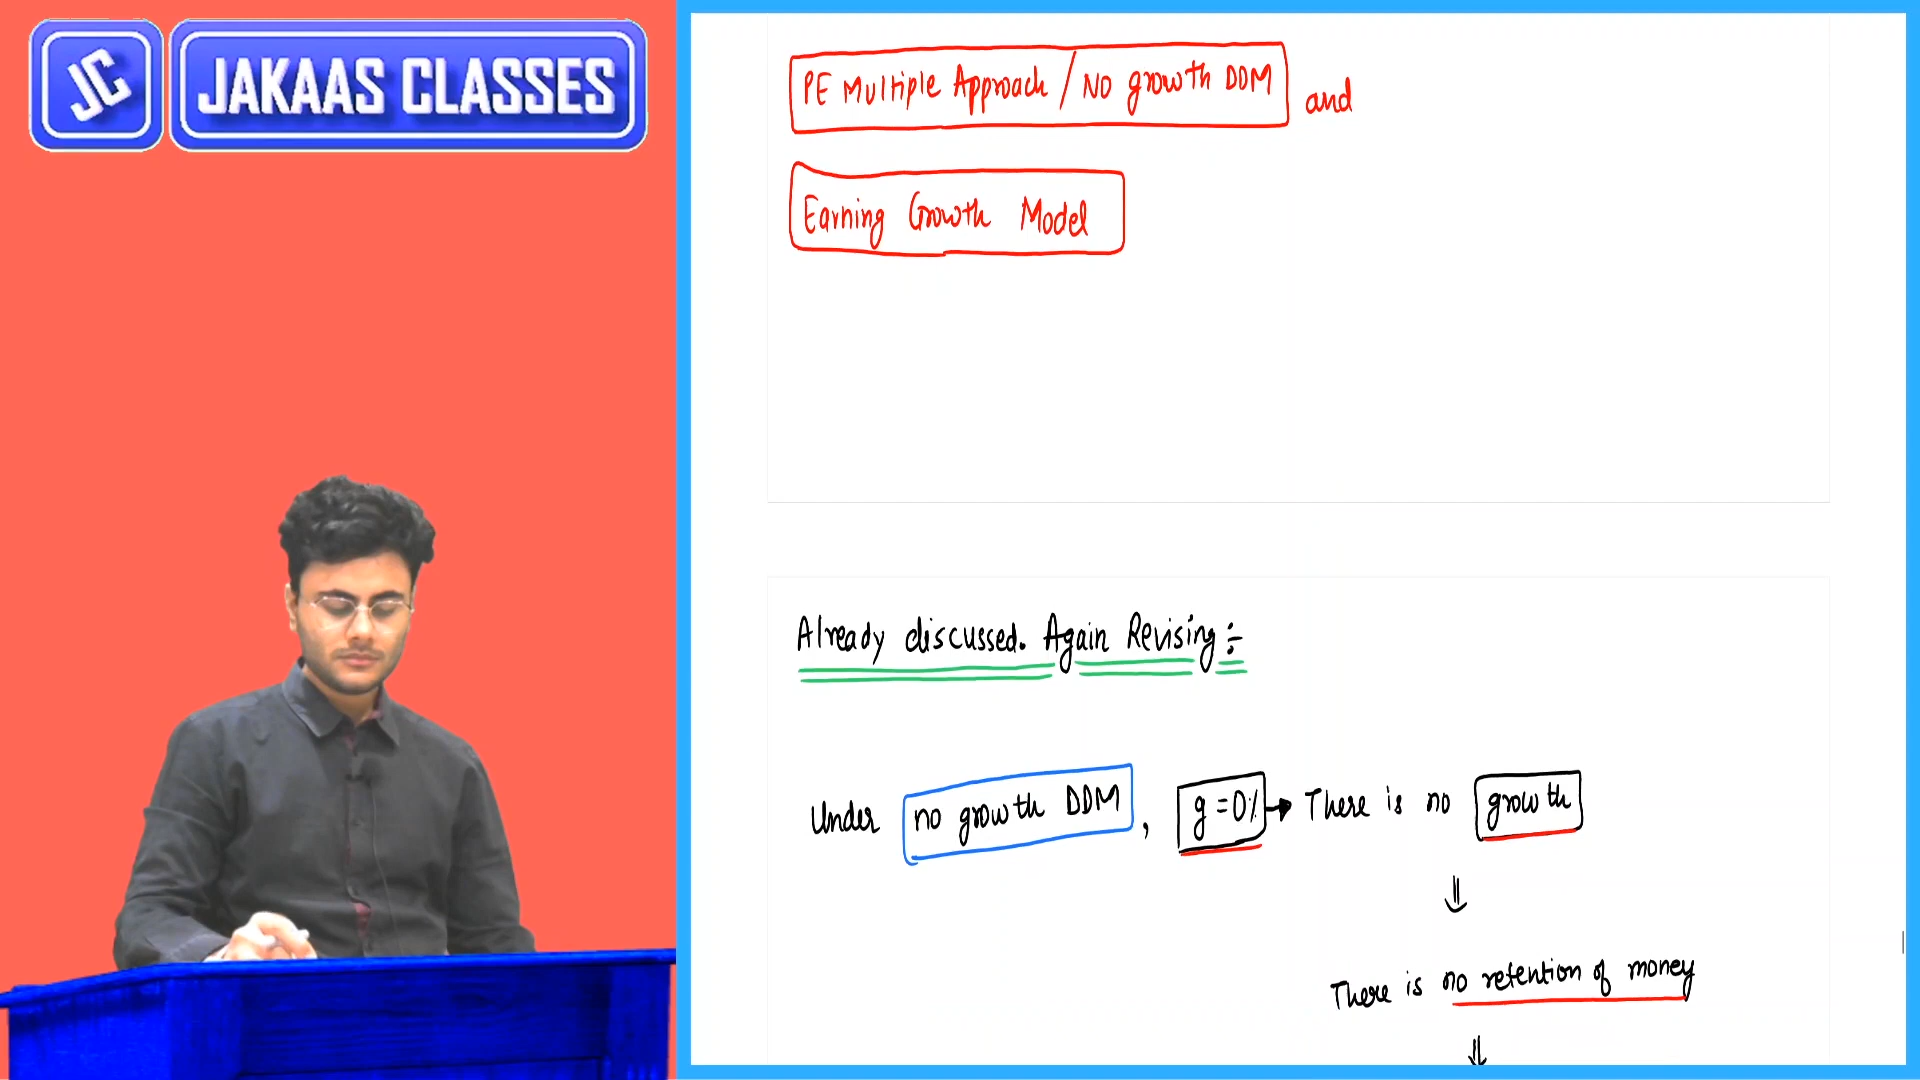 JC JAKAAS CLASSES
PE Multiple Approach / No growth DDM and
Earning Growth Model
Already discussed. Again Revising :-
Under no growth DDM, g = 0% → There is no growth
⇓
There is no retention of money
⇓